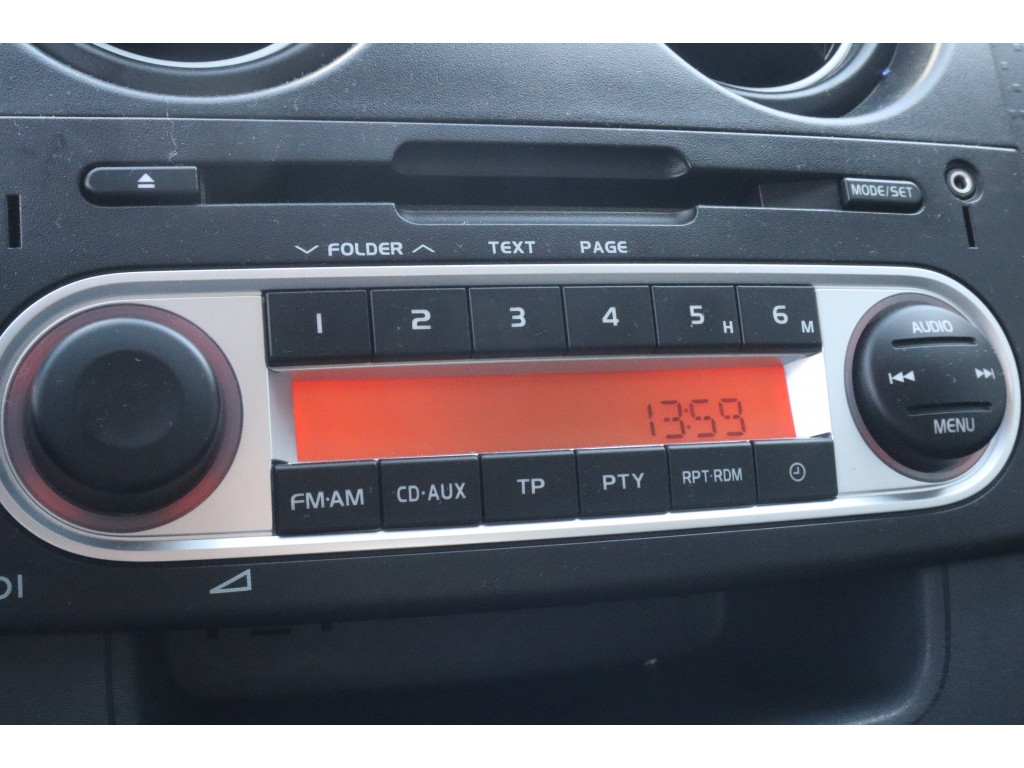 MODE/SET
FOLDER TEXT PAGE
1 2 3 4 5 H 6 M
AUDIO
MENU
13:59
FM·AM CD·AUX TP PTY RPT·RDM